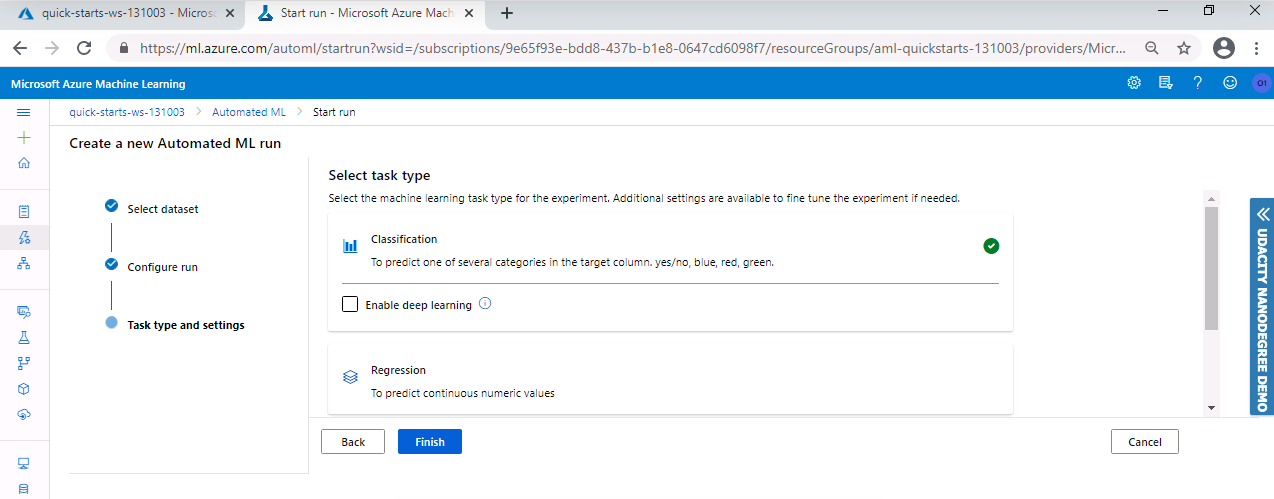 quick-starts-ws-131003 - Micros
Start run - Microsoft Azure Mach
https://ml.azure.com/automl/startrun?wsid=/subscriptions/9e65f93e-bdd8-437b-b1e8-0647cd6098f7/resourceGroups/aml-quickstarts-131003/providers/Micr...
Microsoft Azure Machine Learning
01
quick-starts-ws-131003 > Automated ML > Start run
Create a new Automated ML run
Select dataset
Configure run
Task type and settings
Select task type
Select the machine learning task type for the experiment. Additional settings are available to fine tune the experiment if needed.
Classification
To predict one of several categories in the target column. yes/no, blue, red, green.
Enable deep learning
Regression
To predict continuous numeric values
Back
Finish
Cancel
UDACITY NANODEGREE DEMO